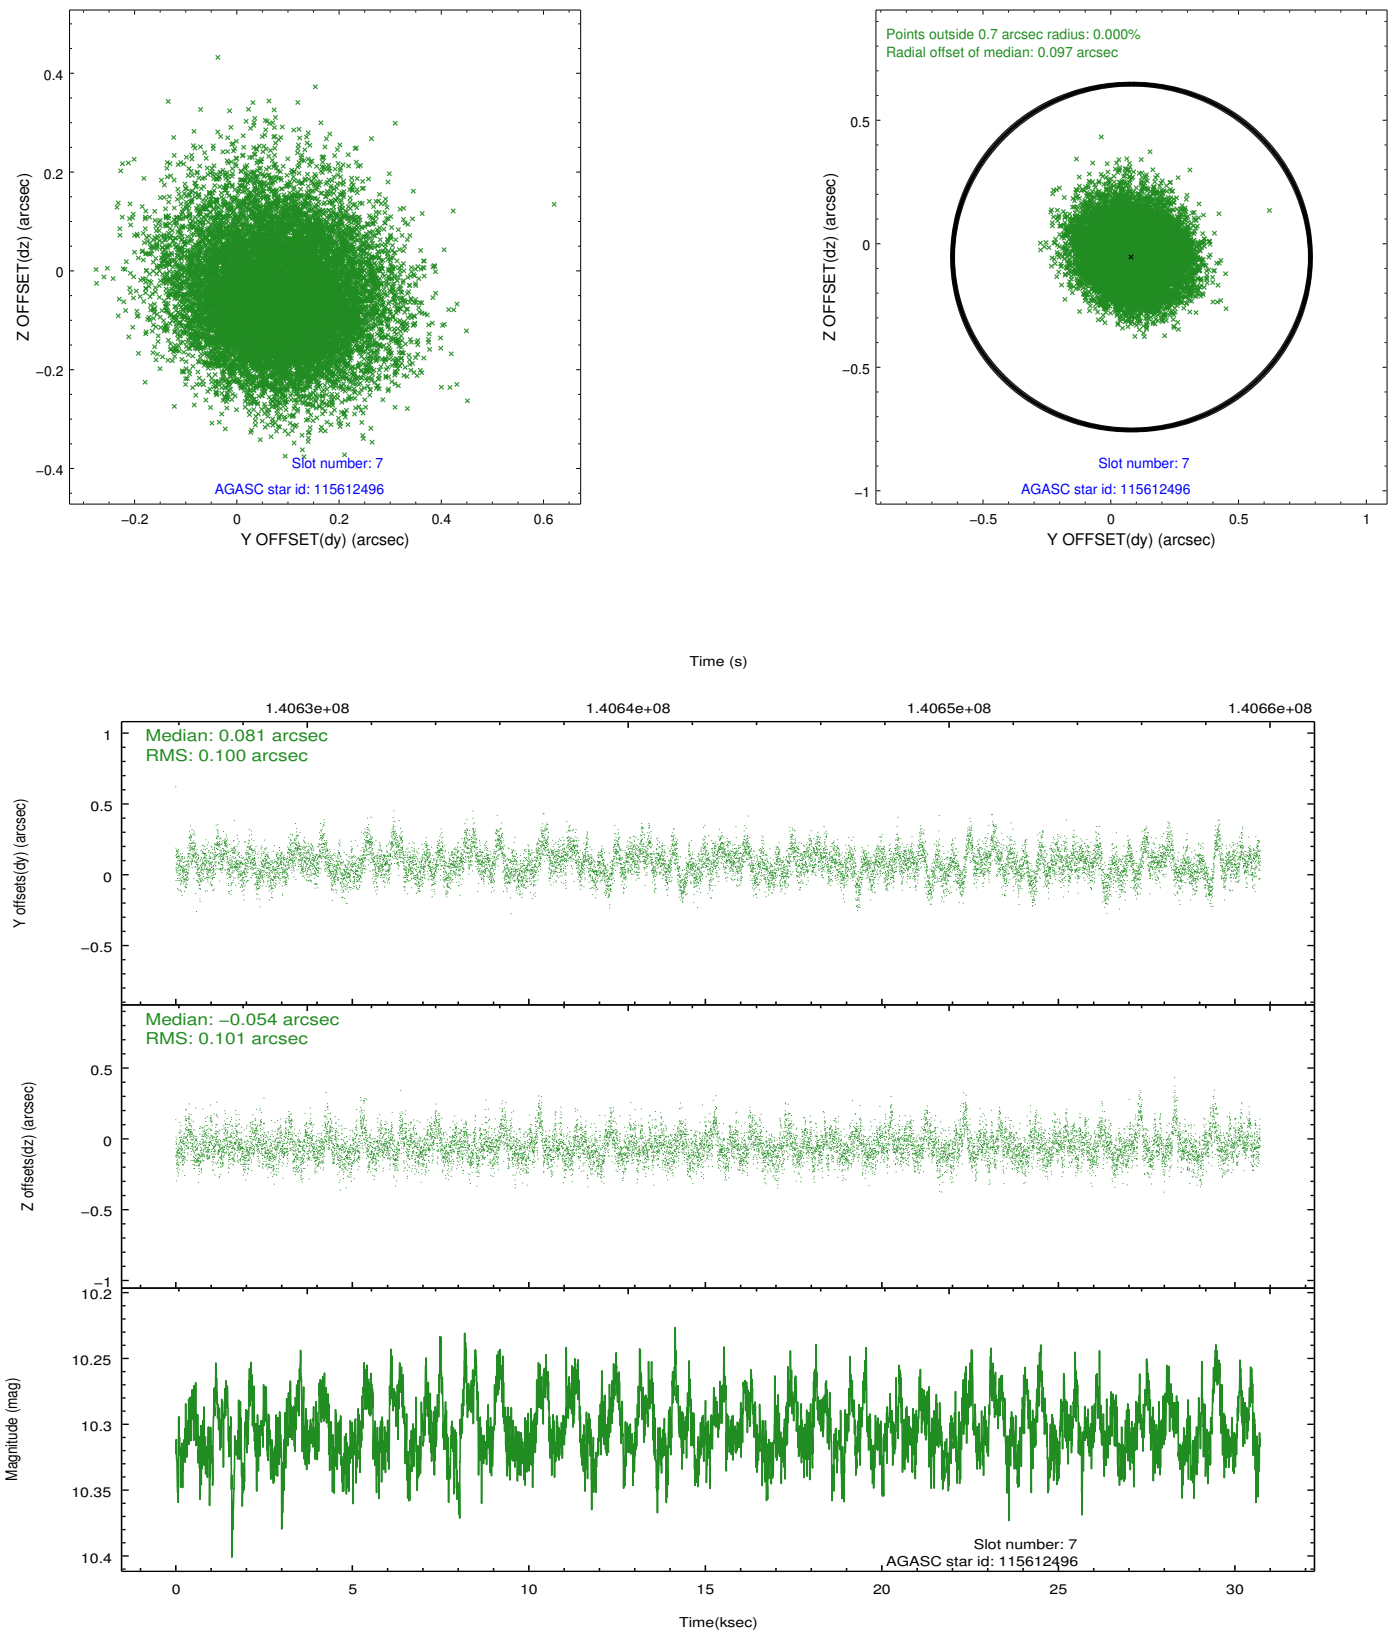 0.4
0.2
0
−0.2
−0.4
Z OFFSET(dz) (arcsec)
Slot number: 7
AGASC star id: 115612496
−0.2 0 0.2 0.4 0.6
Y OFFSET(dy) (arcsec)
Points outside 0.7 arcsec radius: 0.000%
Radial offset of median: 0.097 arcsec
0.5
0
−0.5
−1
Z OFFSET(dz) (arcsec)
Slot number: 7
AGASC star id: 115612496
−0.5 0 0.5 1
Y OFFSET(dy) (arcsec)
Time (s)
1.4063e+08 1.4064e+08 1.4065e+08 1.4066e+08
Median: 0.081 arcsec
RMS: 0.100 arcsec
1
0.5
0
−0.5
Y offsets(dy) (arcsec)
Median: −0.054 arcsec
RMS: 0.101 arcsec
0.5
0
−0.5
−1
Z offsets(dz) (arcsec)
10.2
10.25
10.3
10.35
10.4
Magnitude (mag)
Slot number: 7
AGASC star id: 115612496
0 5 10 15 20 25 30
Time(ksec)